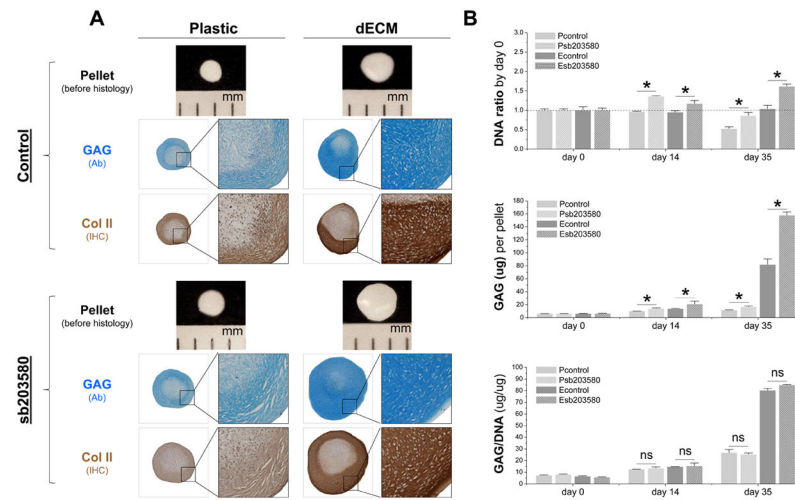 A
Plastic
dECM
Control
Pellet
(before histology)
mm
mm
GAG
(Ab)
Col II
(IHC)
sb203580
Pellet
(before histology)
mm
mm
GAG
(Ab)
Col II
(IHC)
B
DNA ratio by day 0
3.0
2.5
2.0
1.5
1.0
0.5
0.0
Pcontrol
Psb203580
Econtrol
Esb203580
* * * *
day 0 day 14 day 35
GAG (ug) per pellet
180
160
140
120
100
80
60
40
20
0
Pcontrol
Psb203580
Econtrol
Esb203580
* * * *
day 0 day 14 day 35
GAG/DNA (ug/ug)
100
90
80
70
60
50
40
30
20
10
0
Pcontrol
Psb203580
Econtrol
Esb203580
ns ns ns ns
day 0 day 14 day 35